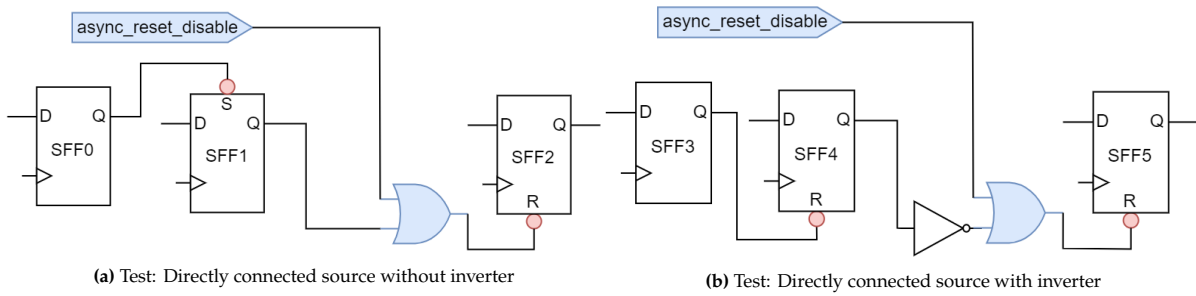 async_reset_disable
D
Q
SFF0
S
D
Q
SFF1
D
Q
SFF2
R
(a) Test: Directly connected source without inverter
async_reset_disable
D
Q
SFF3
D
Q
SFF4
R
D
Q
SFF5
R
(b) Test: Directly connected source with inverter